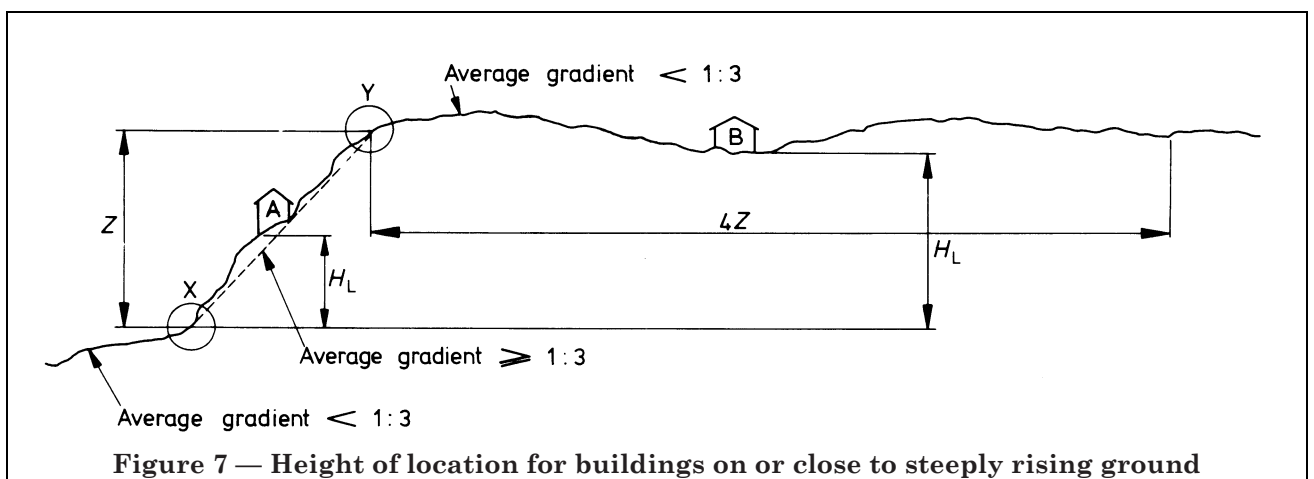 Average gradient < 1:3
Y
B
A
Z
4Z
H_L
H_L
X
Average gradient ⩾ 1:3
Average gradient < 1:3
Figure 7 — Height of location for buildings on or close to steeply rising ground